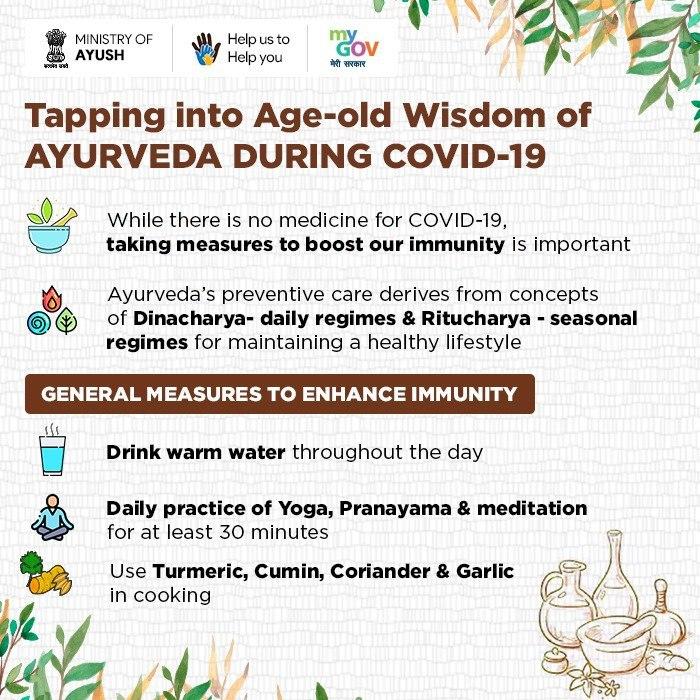 MINISTRY OF
AYUSH
सत्यमेव जयते
Help us to
Help you
my
GOV
मेरी सरकार
Tapping into Age-old Wisdom of
AYURVEDA DURING COVID-19
While there is no medicine for COVID-19,
taking measures to boost our immunity is important
Ayurveda's preventive care derives from concepts
of Dinacharya- daily regimes & Ritucharya - seasonal
regimes for maintaining a healthy lifestyle
GENERAL MEASURES TO ENHANCE IMMUNITY
Drink warm water throughout the day
Daily practice of Yoga, Pranayama & meditation
for at least 30 minutes
Use Turmeric, Cumin, Coriander & Garlic
in cooking